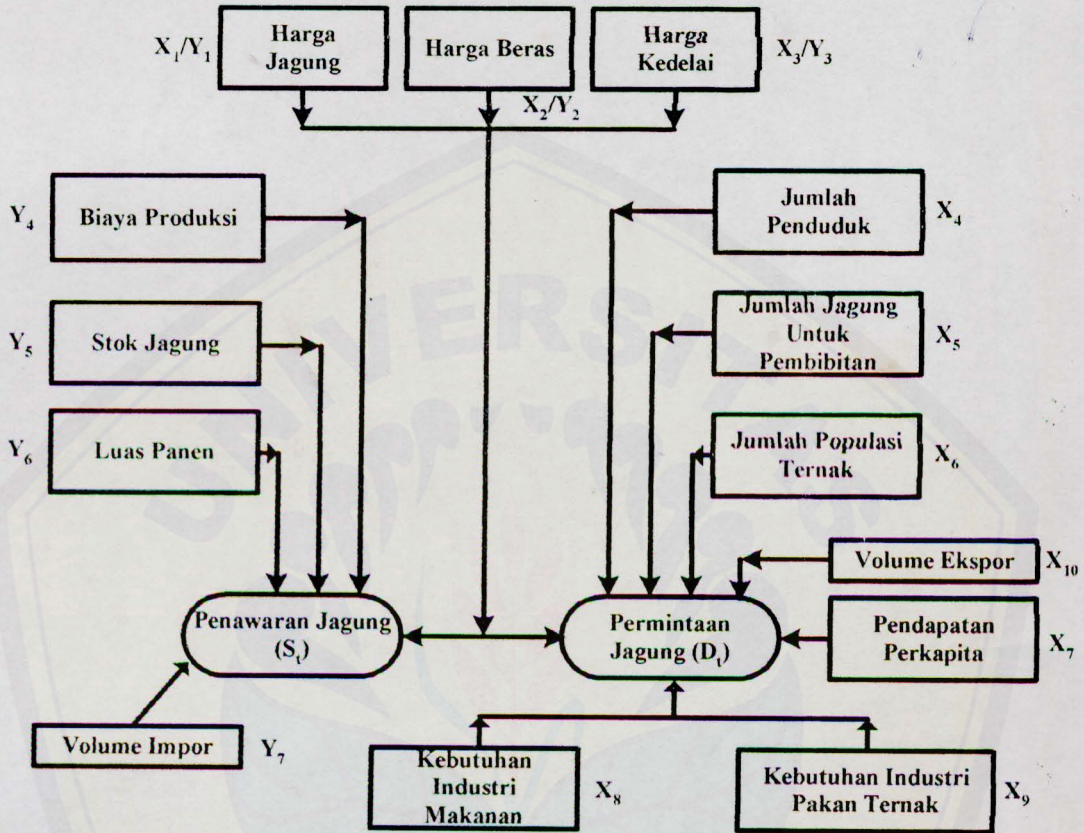 X₁/Y₁
Harga
Jagung
Harga Beras
Harga
Kedelai
X₃/Y₃
X₂/Y₂
Y₄
Biaya Produksi
Jumlah
Penduduk
X₄
Y₅
Stok Jagung
Jumlah Jagung
Untuk
Pembibitan
X₅
Y₆
Luas Panen
Jumlah Populasi
Ternak
X₆
Volume Ekspor
X₁₀
Penawaran Jagung
(Sₜ)
Permintaan
Jagung (Dₜ)
Pendapatan
Perkapita
X₇
Volume Impor
Y₇
Kebutuhan
Industri
Makanan
X₈
Kebutuhan Industri
Pakan Ternak
X₉
UNIVERSITAS